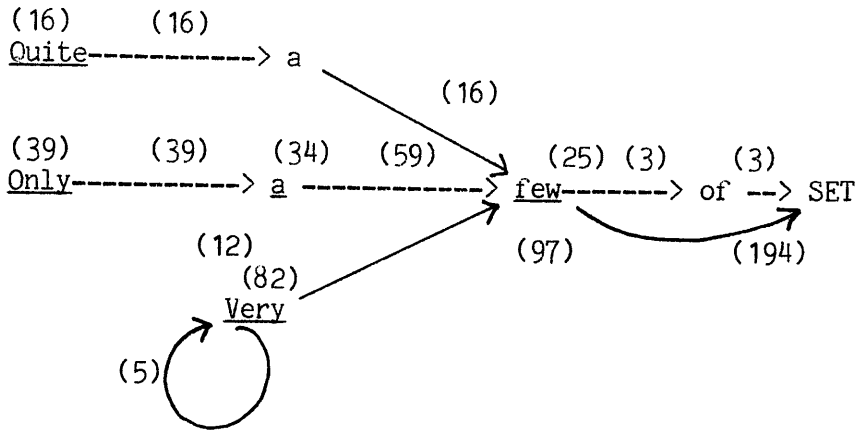 (16) (16)
Quite-------------> a
(16)
(39) (39) (34) (59) (25) (3) (3)
Only------------> a ------------> few-------> of --> SET
(12) (97) (194)
(82)
Very
(5)